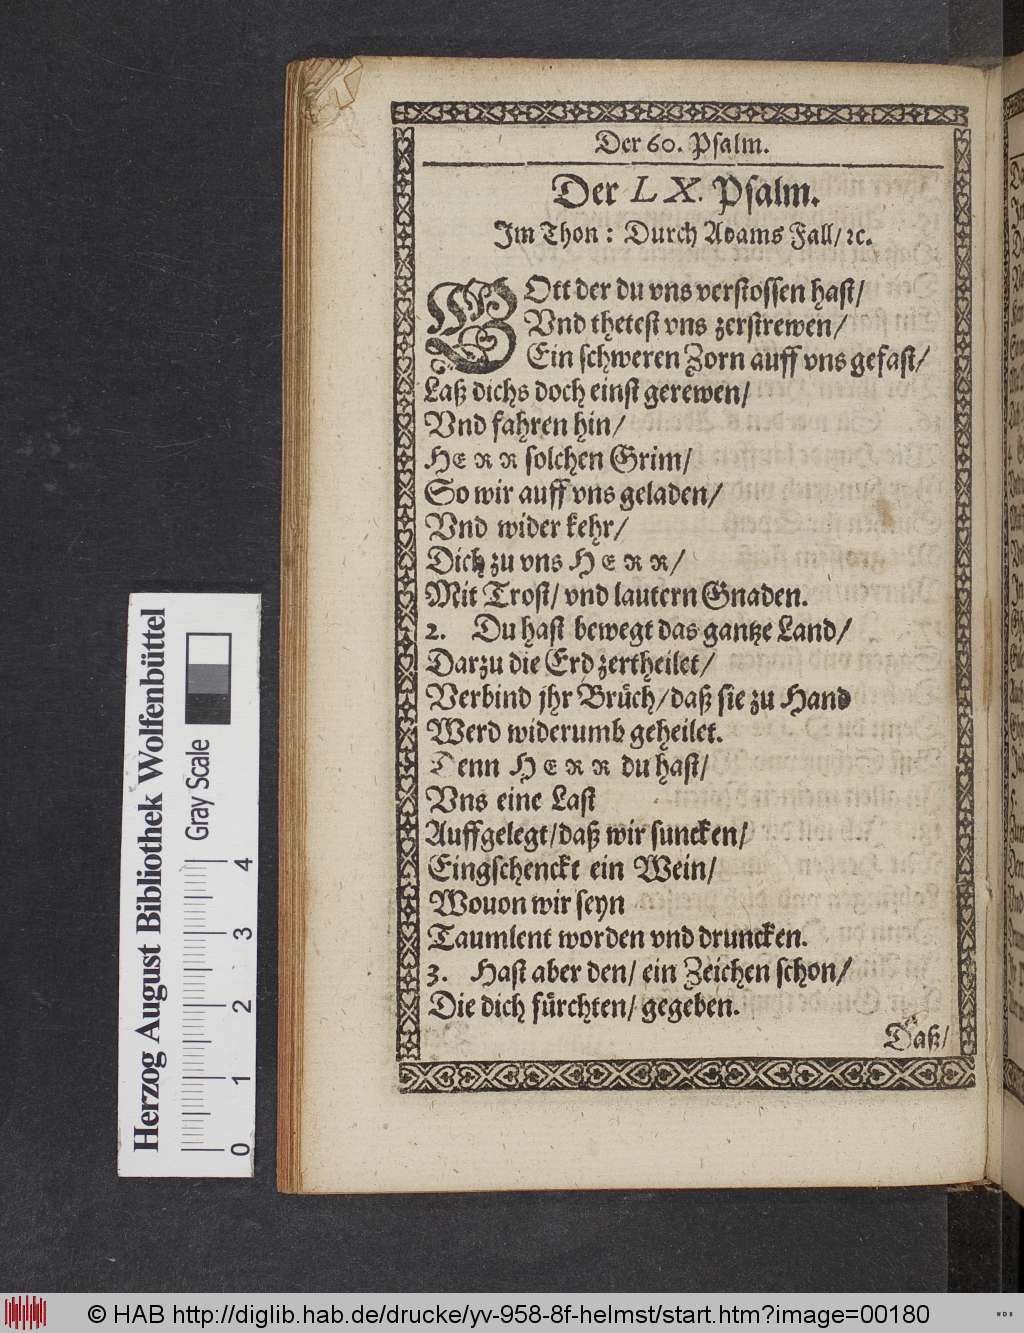 Der 60. Psalm.
Der LX. Psalm.
Im Thon: Durch Adams Fall/ ꝛc.
GOtt der du vns verstossen hast/
Vnd thetest vns zerstrewen/
Ein schweren Zorn auff vns gefast/
Laß dichs doch einst gerewen/
Vnd fahren hin/
HERR solchen Grim/
So wir auff vns geladen/
Vnd wider kehr/
Dich zu vns HERR/
Mit Trost/ vnd lautern Gnaden.
2. Du hast bewegt das gantze Land/
Darzu die Erd zertheilet/
Verbind jhr Brüch/ daß sie zu Hand
Werd widerumb geheilet.
Denn HERR du hast/
Vns eine Last
Auffgelegt/ daß wir suncken/
Eingschenckt ein Wein/
Wouon wir seyn
Taumlent worden vnd druncken.
3. Hast aber den/ ein Zeichen schon/
Die dich fürchten/ gegeben.
Daß/
Herzog August Bibliothek Wolfenbüttel
Gray Scale
0 1 2 3 4
© HAB http://diglib.hab.de/drucke/yv-958-8f-helmst/start.htm?image=00180